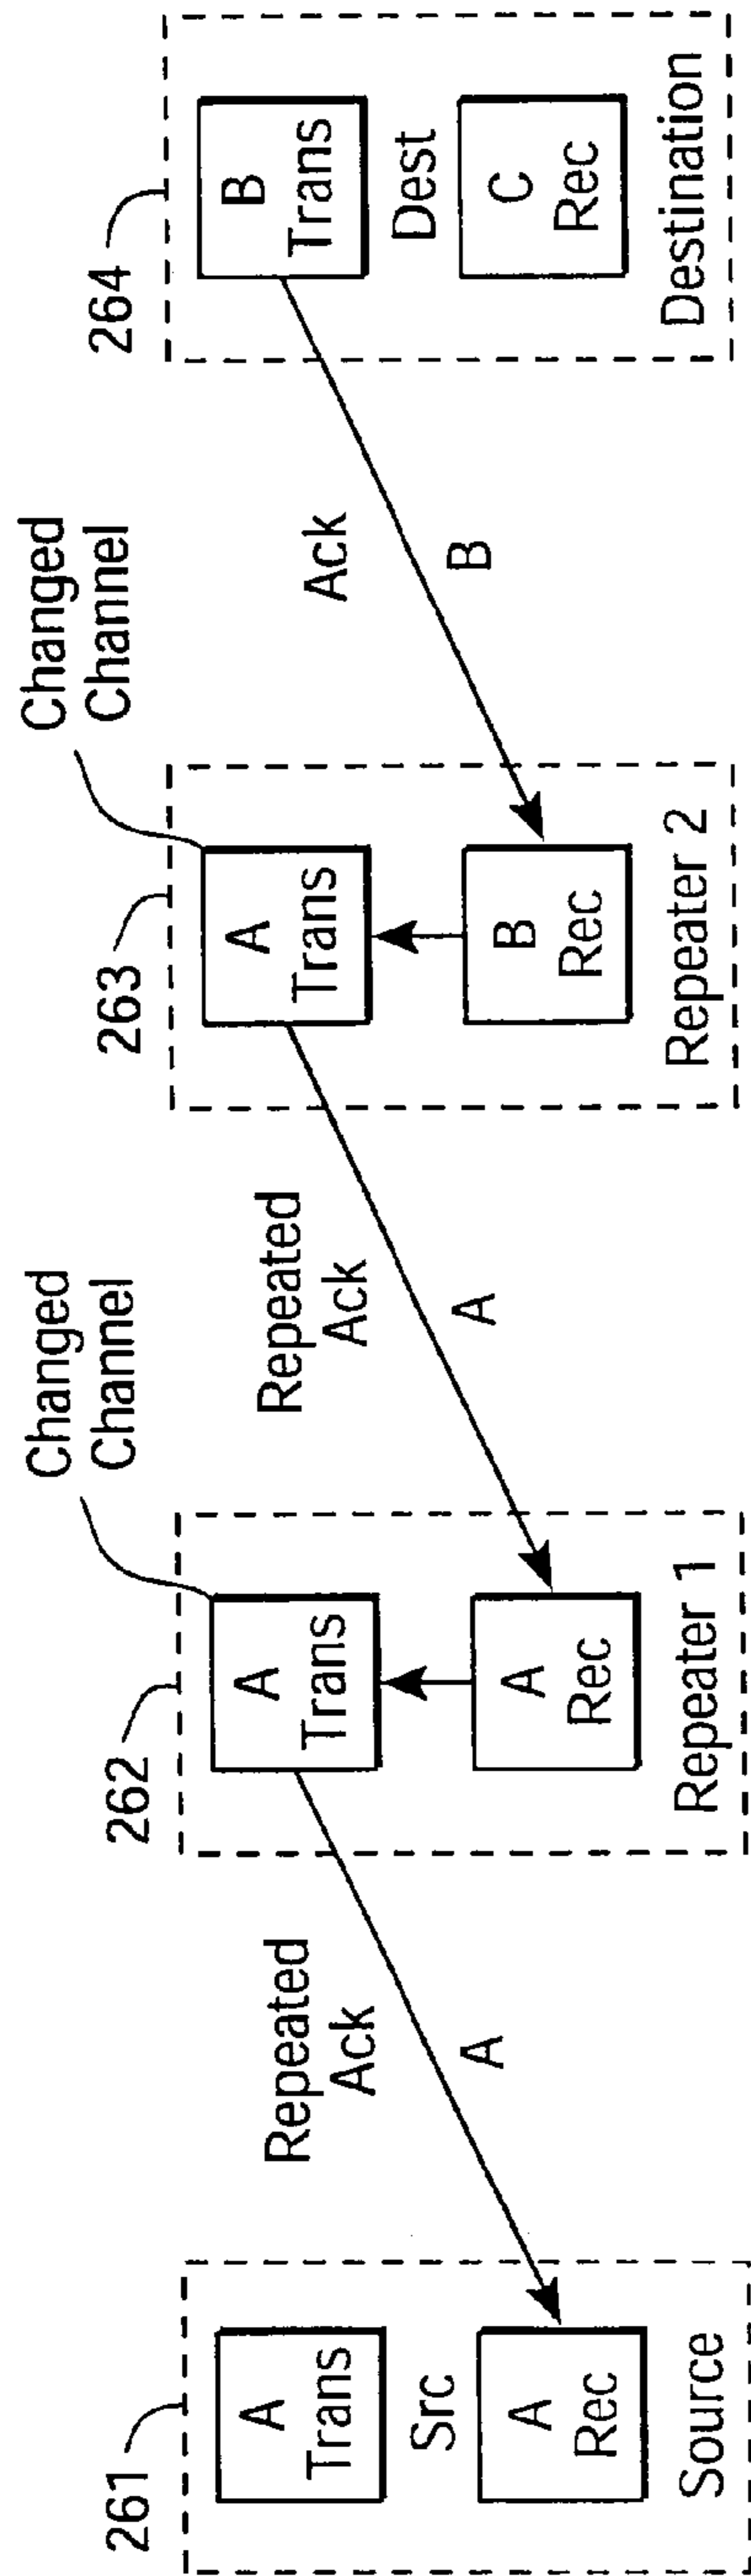 261
A
Trans
Src
A
Rec
Source
Repeated
Ack
A
262
Changed
Channel
A
Trans
A
Rec
Repeater 1
Repeated
Ack
A
263
Changed
Channel
A
Trans
B
Rec
Repeater 2
Ack
B
264
B
Trans
Dest
C
Rec
Destination